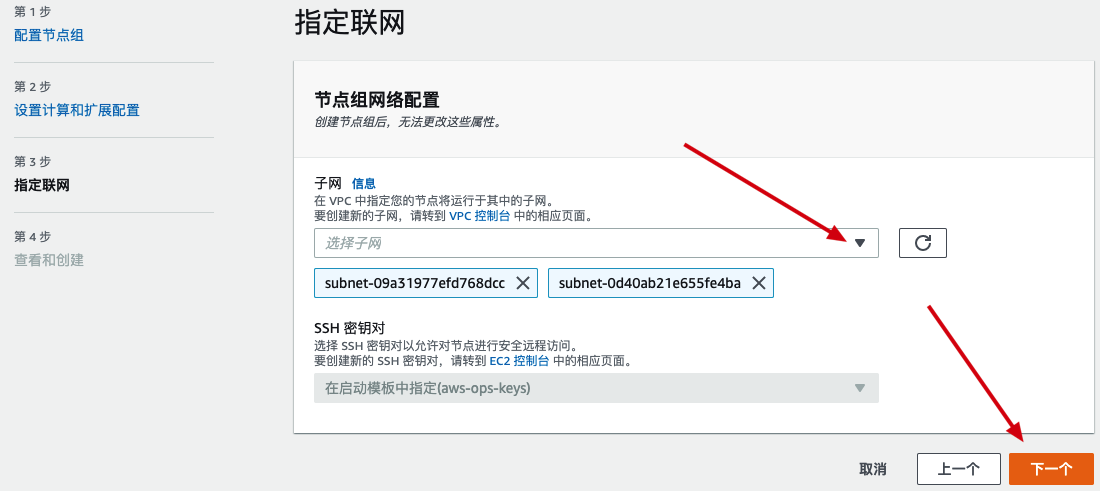 第 1 步
配置节点组
第 2 步
设置计算和扩展配置
第 3 步
指定联网
第 4 步
查看和创建
指定联网
节点组网络配置
创建节点组后，无法更改这些属性。
子网 信息
在 VPC 中指定您的节点将运行于其中的子网。
要创建新的子网，请转到 VPC 控制台 中的相应页面。
选择子网
subnet-09a31977efd768dcc
subnet-0d40ab21e655fe4ba
SSH 密钥对
选择 SSH 密钥对以允许对节点进行安全远程访问。
要创建新的 SSH 密钥对，请转到 EC2 控制台 中的相应页面。
在启动模板中指定(aws-ops-keys)
取消
上一个
下一个